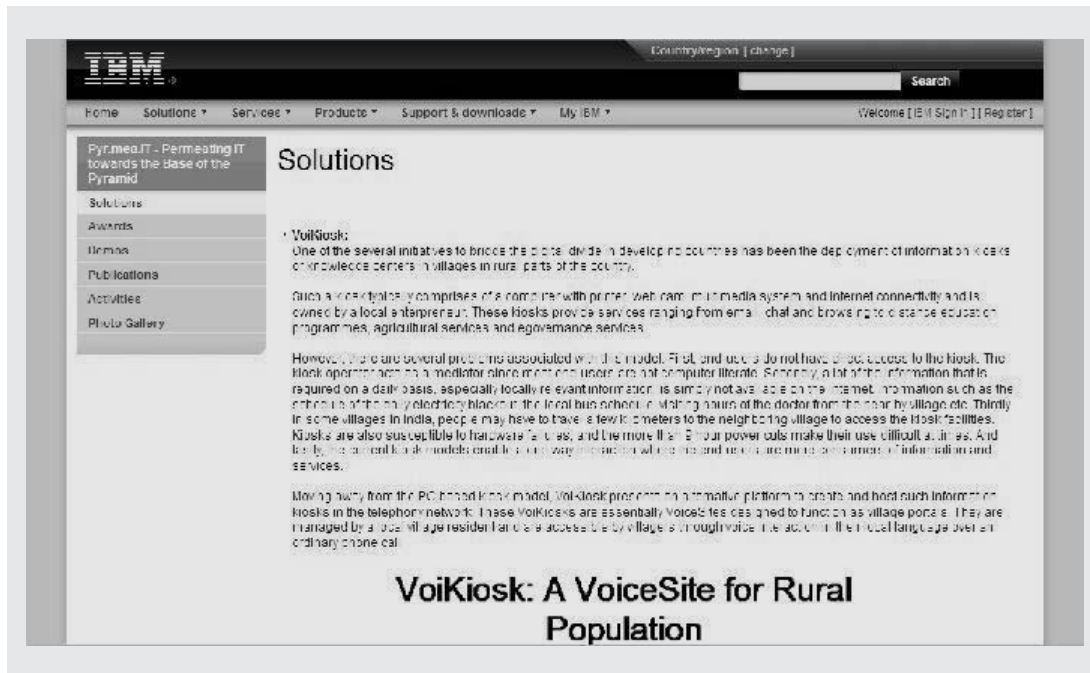 IBM
Country/region [ change ]
Search
Home Solutions Services Products Support & downloads My IBM Welcome [ IBM Sign in ] [ Register ]
Pyr.mea.IT - Permeating IT
towards the Base of the
Pyramid
Solutions
Awards
Demos
Publications
Activities
Photo Gallery
Solutions
VoiKiosk:
One of the several initiatives to bridge the digital divide in developing countries has been the deployment of information kiosks
or knowledge centers in villages in rural parts of the country.
Such a kiosk typically comprises of a computer with printer, web cam, multimedia system and internet connectivity and is
owned by a local enterpreneur. These kiosks provide services ranging from email, chat and browsing to distance education
programmes, agricultural services and egovernance services.
However, there are several problems associated with this model. First, end-users do not have direct access to the kiosk. The
kiosk operator acts as a mediator since most end-users are not computer literate. Secondly, a lot of the information that is
required on a daily basis, especially locally relevant information, is simply not available on the internet. Information such as the
schedule of the daily electricity blackout, the local bus schedule, visiting hours of the doctor from the near by village etc. Thirdly
in some villages in India, people may have to travel a few kilometers to the neighboring village to access the kiosk facilities.
Kiosks are also susceptible to hardware failures, and the more than hour power cuts make their use difficult at times. And
lastly, the current kiosk models enable a one way interaction where the end-users are mere consumers of information and
services.
Moving away from the PC based kiosk model, VoiKiosk presents an alternative platform to create and host such information
kiosks in the telephony network. These VoiKiosks are essentially VoiceSites designed to function as village portals. They are
managed by a local village resident and are accessible by villagers through voice interaction in their local language over an
ordinary phone call
VoiKiosk: A VoiceSite for Rural
Population